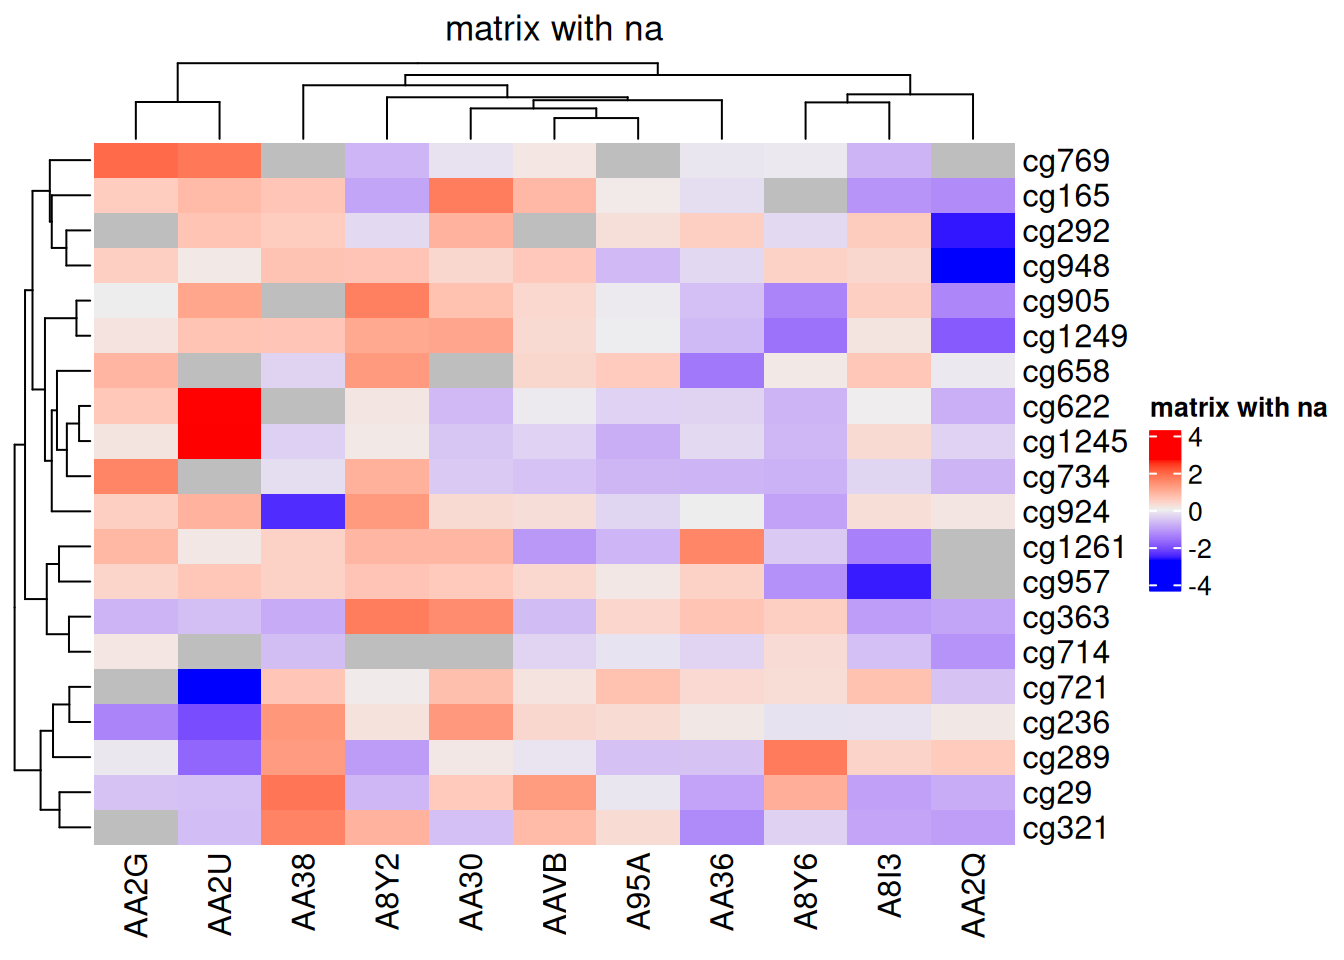 matrix with na
cg769
cg165
cg292
cg948
cg905
cg1249
cg658
cg622
cg1245
cg734
cg924
cg1261
cg957
cg363
cg714
cg721
cg236
cg289
cg29
cg321
matrix with na
4
2
0
-2
-4
AA2G AA2U AA38 A8Y2 AA30 AAVB A95A AA36 A8Y6 A8I3 AA2Q